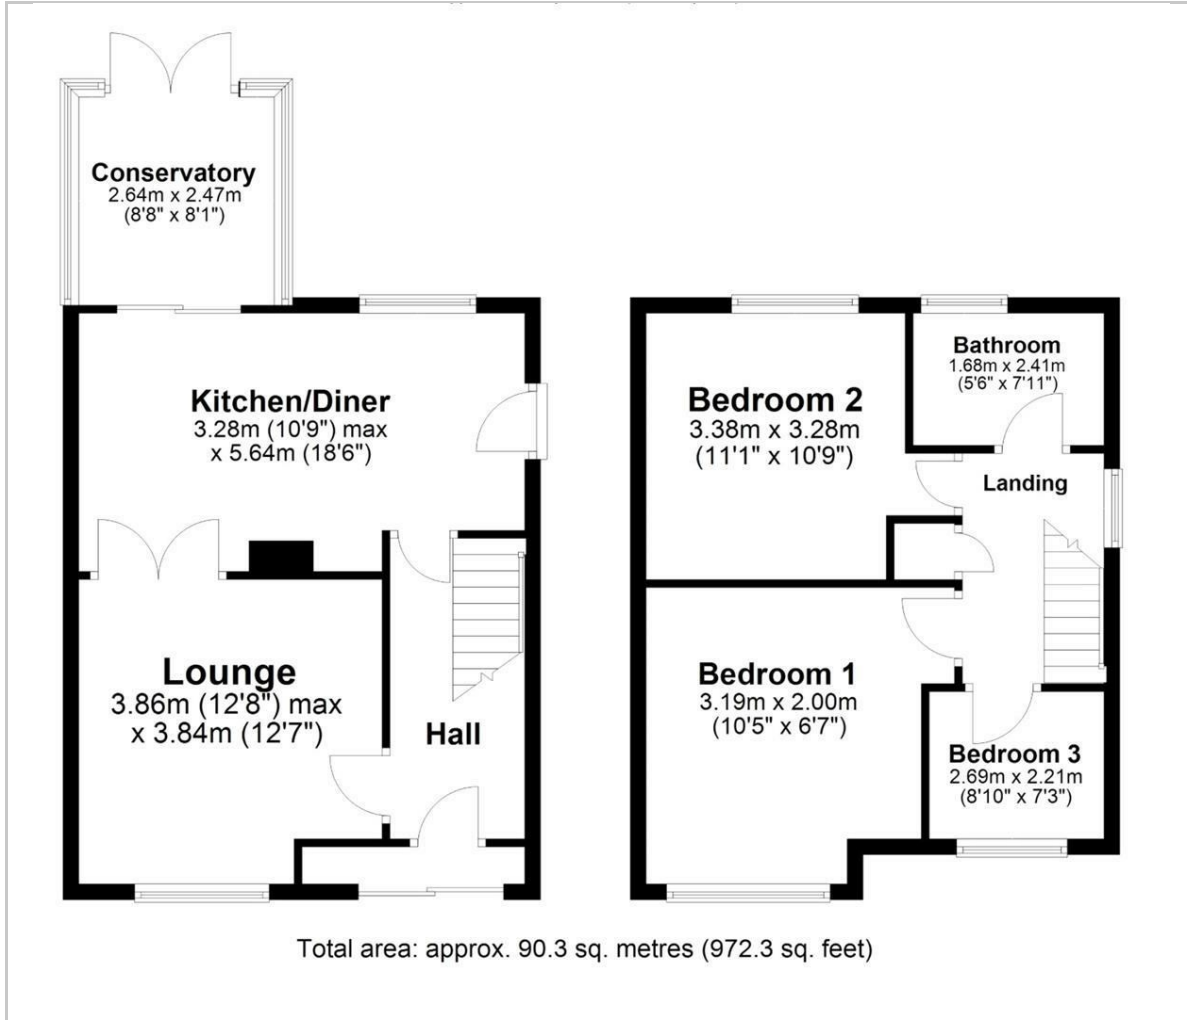 Conservatory
2.64m x 2.47m
(8'8" x 8'1")
Kitchen/Diner
3.28m (10'9") max
x 5.64m (18'6")
Lounge
3.86m (12'8") max
x 3.84m (12'7")
Hall
Bedroom 2
3.38m x 3.28m
(11'1" x 10'9")
Bathroom
1.68m x 2.41m
(5'6" x 7'11")
Landing
Bedroom 1
3.19m x 2.00m
(10'5" x 6'7")
Bedroom 3
2.69m x 2.21m
(8'10" x 7'3")
Total area: approx. 90.3 sq. metres (972.3 sq. feet)